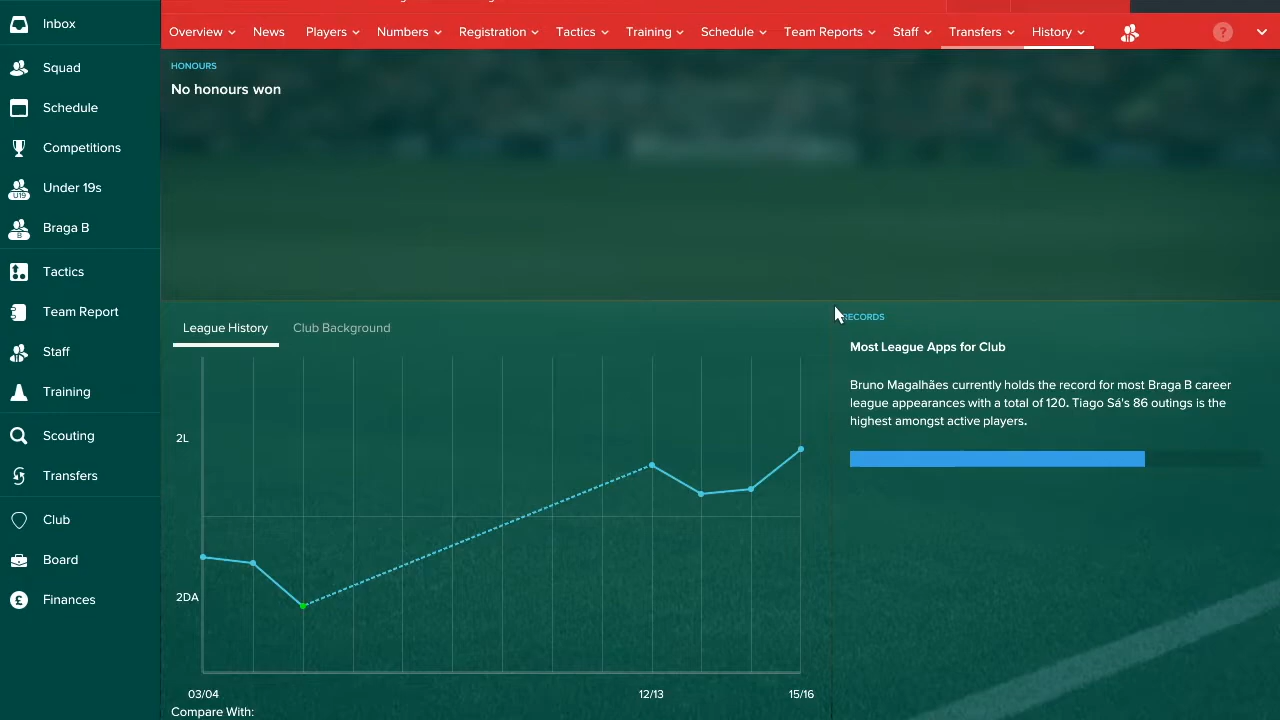 Inbox
Squad
Schedule
Competitions
Under 19s
U19
Braga B
B
Tactics
Team Report
Staff
Training
Scouting
Transfers
Club
Board
£ Finances
Overview News Players Numbers Registration Tactics Training Schedule Team Reports Staff Transfers History ?
HONOURS
No honours won
League History Club Background
2L
2DA
03/04 12/13 15/16
Compare With:
RECORDS
Most League Apps for Club
Bruno Magalhães currently holds the record for most Braga B career
league appearances with a total of 120. Tiago Sá's 86 outings is the
highest amongst active players.